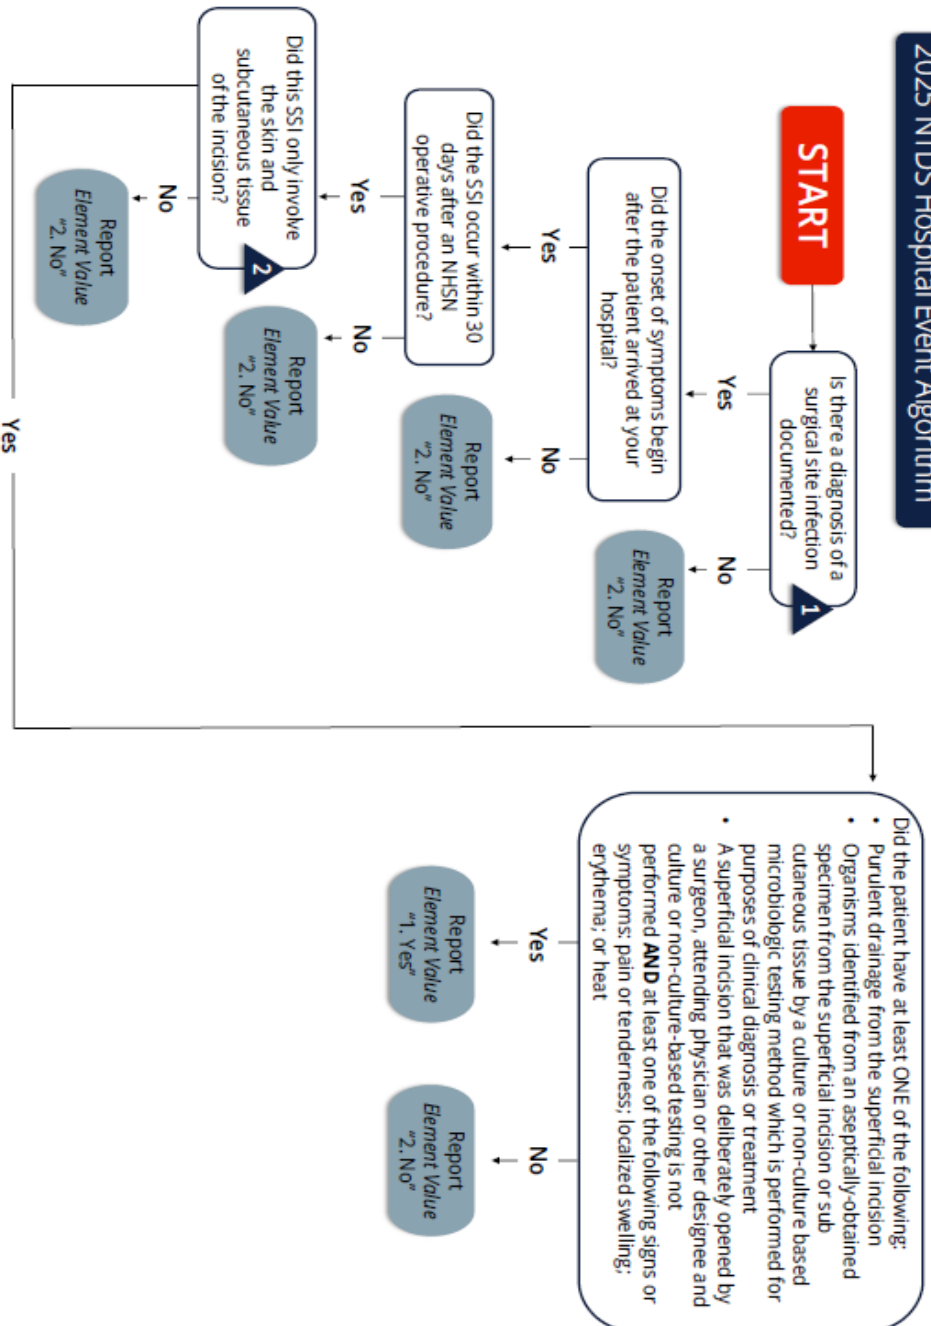 2025 NTDS Hospital Event Algorithm
START
Is there a diagnosis of a
surgical site infection
documented?
1
Yes
No
Report
Element Value
"2. No"
Did the onset of symptoms begin
after the patient arrived at your
hospital?
Yes
No
Report
Element Value
"2. No"
Did the SSI occur within 30
days after an NHSN
operative procedure?
Yes
No
Report
Element Value
"2. No"
Did this SSI only involve
the skin and
subcutaneous tissue
of the incision?
2
No
Report
Element Value
"2. No"
Yes
Did the patient have at least ONE of the following:
• Purulent drainage from the superficial incision
• Organisms identified from an aseptically-obtained
specimen from the superficial incision or sub
cutaneous tissue by a culture or non-culture based
microbiologic testing method which is performed for
purposes of clinical diagnosis or treatment
• A superficial incision that was deliberately opened by
a surgeon, attending physician or other designee and
culture or non-culture-based testing is not
performed AND at least one of the following signs or
symptoms: pain or tenderness; localized swelling;
erythema; or heat
Yes
No
Report
Element Value
"1. Yes"
Report
Element Value
"2. No"